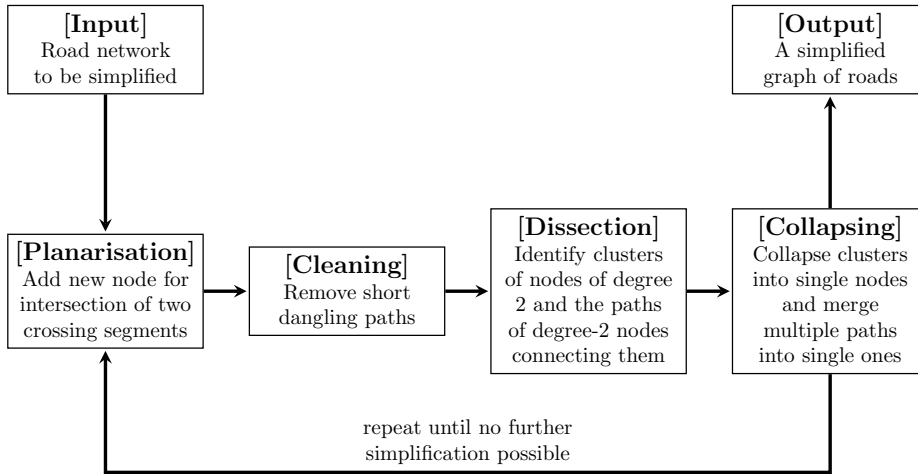 [Input]
Road network
to be simplified
[Output]
A simplified
graph of roads
[Planarisation]
Add new node for
intersection of two
crossing segments
[Cleaning]
Remove short
dangling paths
[Dissection]
Identify clusters
of nodes of degree
2 and the paths
of degree-2 nodes
connecting them
[Collapsing]
Collapse clusters
into single nodes
and merge
multiple paths
into single ones
repeat until no further
simplification possible